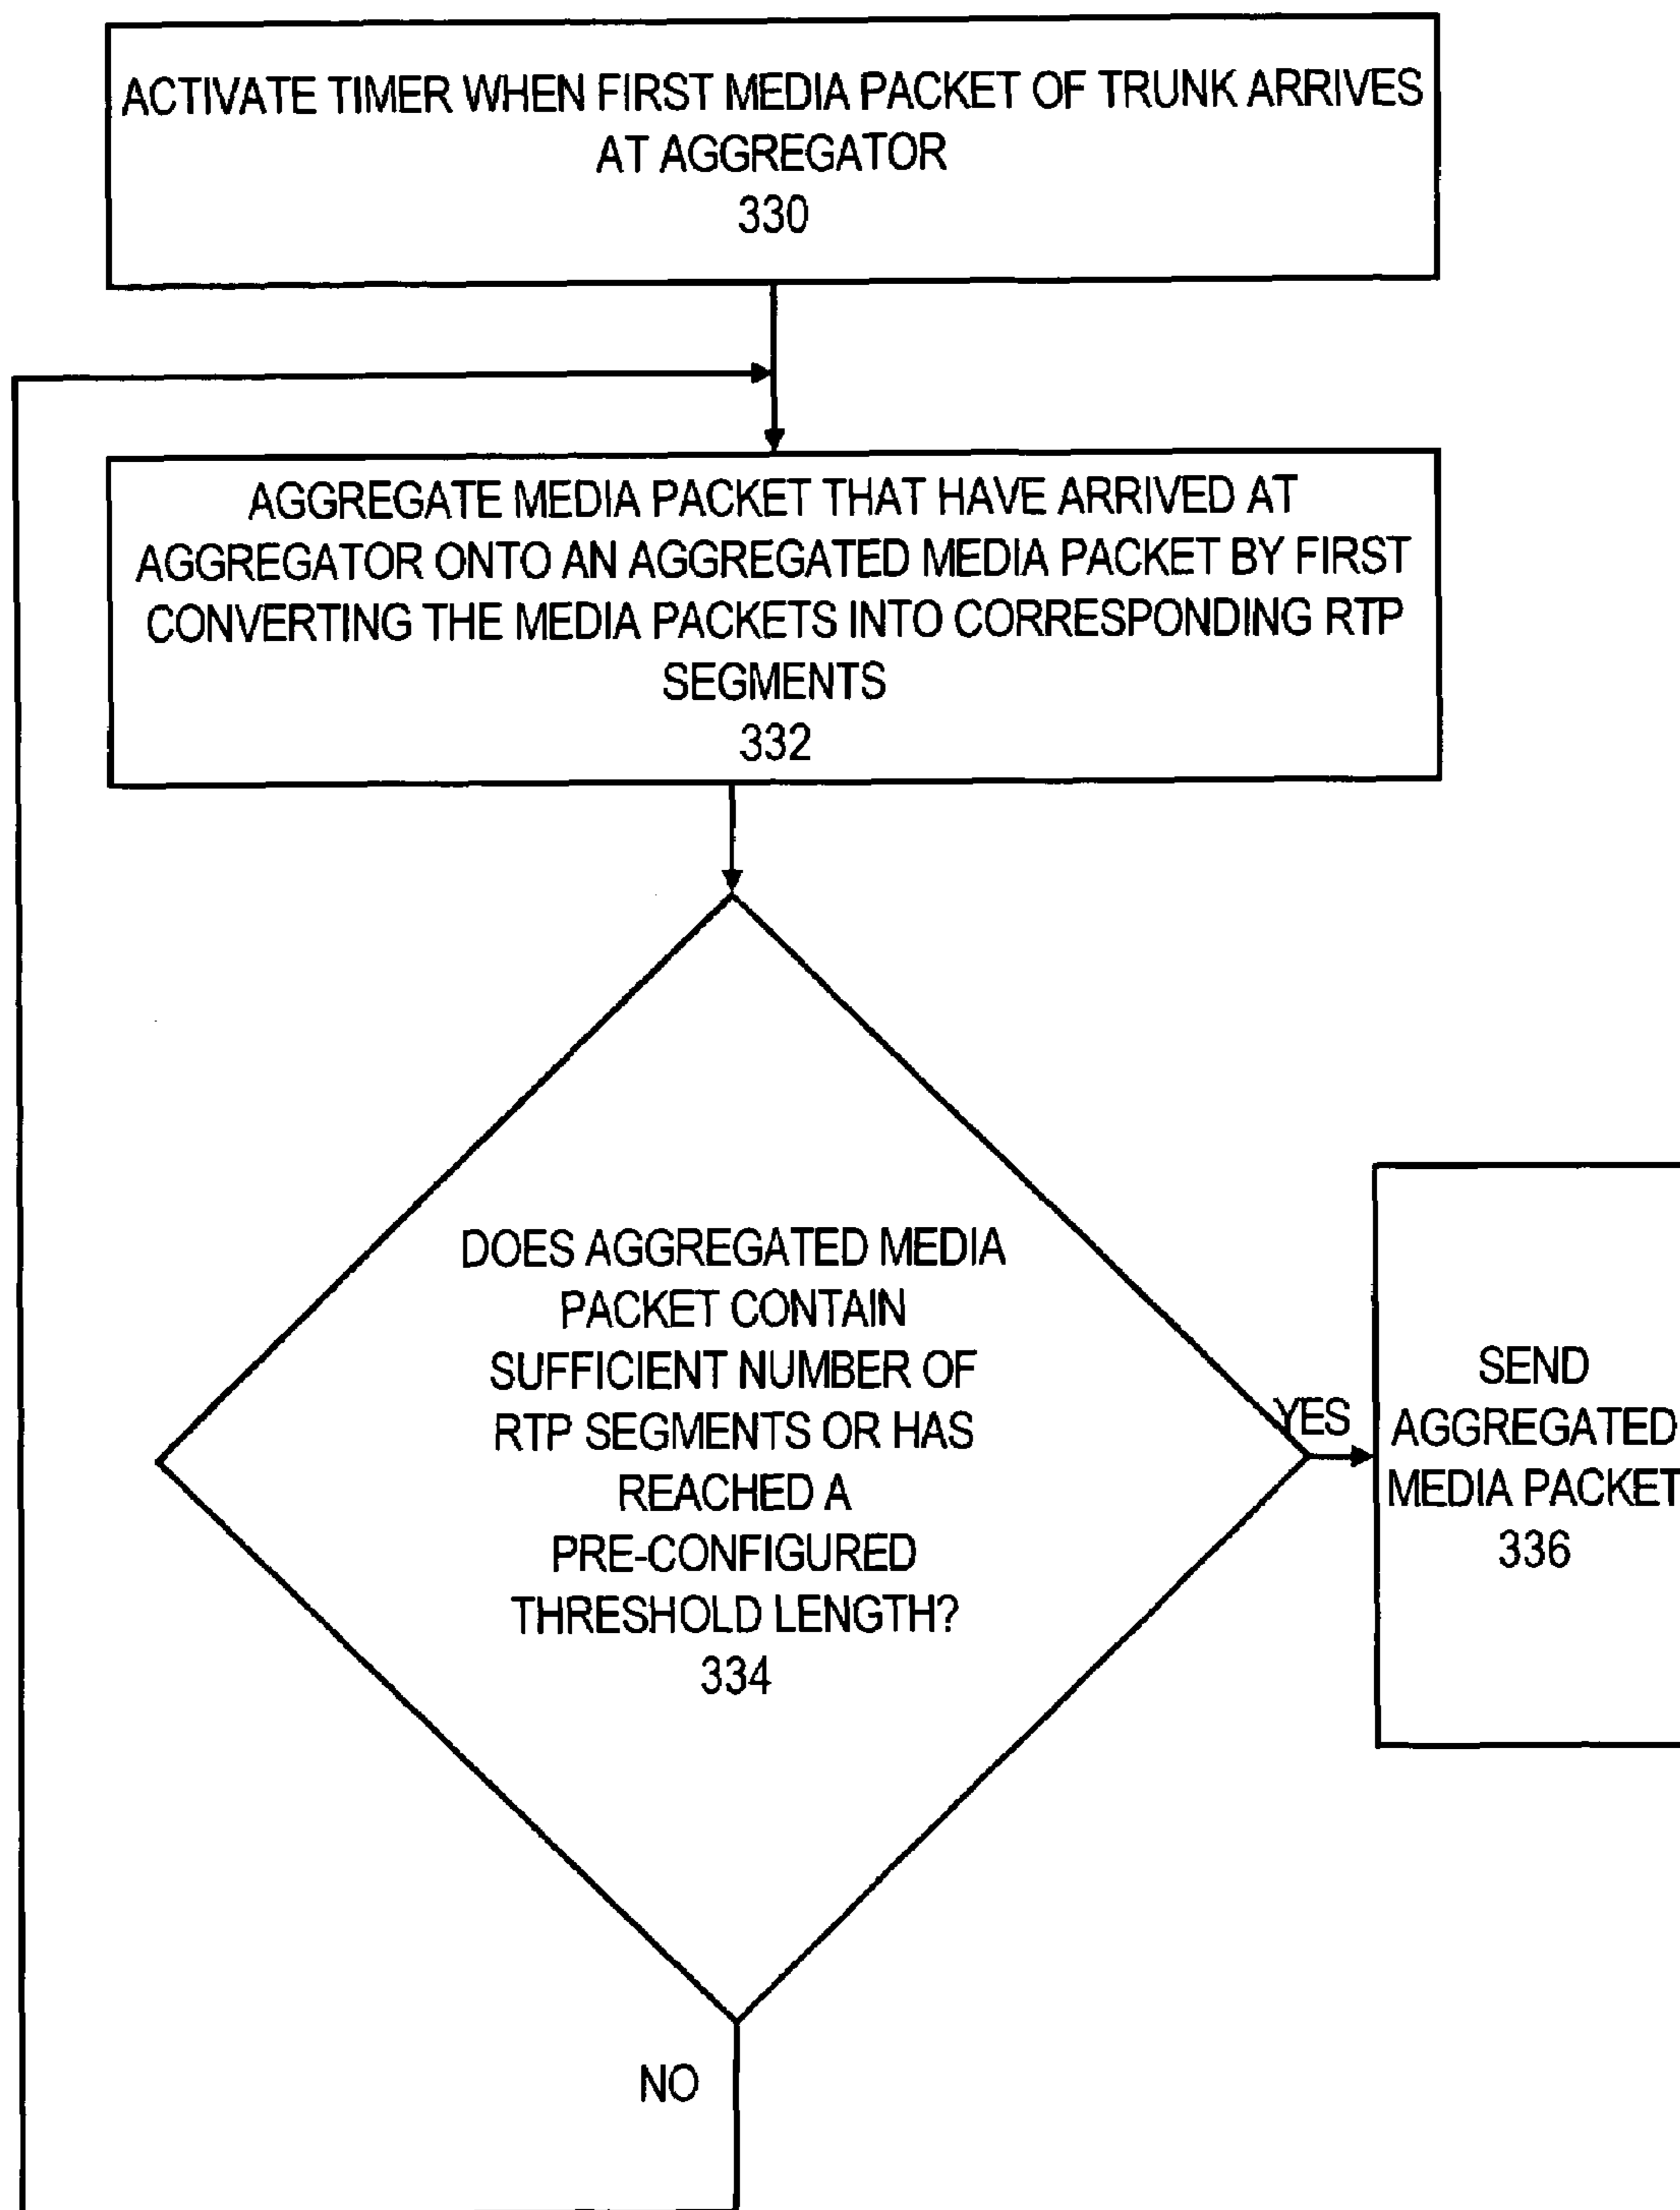 ACTIVATE TIMER WHEN FIRST MEDIA PACKET OF TRUNK ARRIVES
AT AGGREGATOR
330
AGGREGATE MEDIA PACKET THAT HAVE ARRIVED AT
AGGREGATOR ONTO AN AGGREGATED MEDIA PACKET BY FIRST
CONVERTING THE MEDIA PACKETS INTO CORRESPONDING RTP
SEGMENTS
332
DOES AGGREGATED MEDIA
PACKET CONTAIN
SUFFICIENT NUMBER OF
RTP SEGMENTS OR HAS
REACHED A
PRE-CONFIGURED
THRESHOLD LENGTH?
334
YES
SEND
AGGREGATED
MEDIA PACKET
336
NO